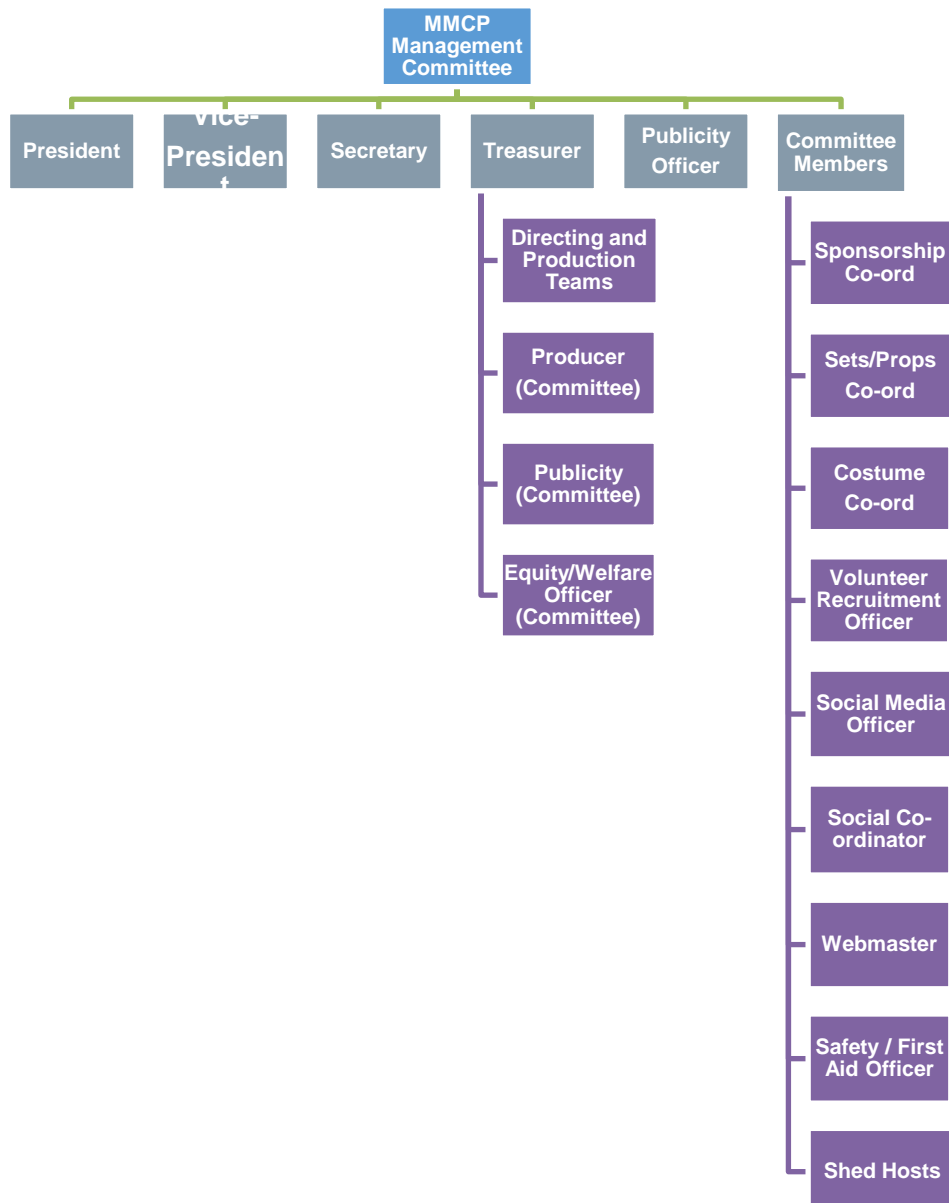 MMCP
Management
Committee
President
Vice-
Presiden
t
Secretary
Treasurer
Publicity
Officer
Committee
Members
Directing and
Production
Teams
Producer
(Committee)
Publicity
(Committee)
Equity/Welfare
Officer
(Committee)
Sponsorship
Co-ord
Sets/Props
Co-ord
Costume
Co-ord
Volunteer
Recruitment
Officer
Social Media
Officer
Social Co-
ordinator
Webmaster
Safety / First
Aid Officer
Shed Hosts